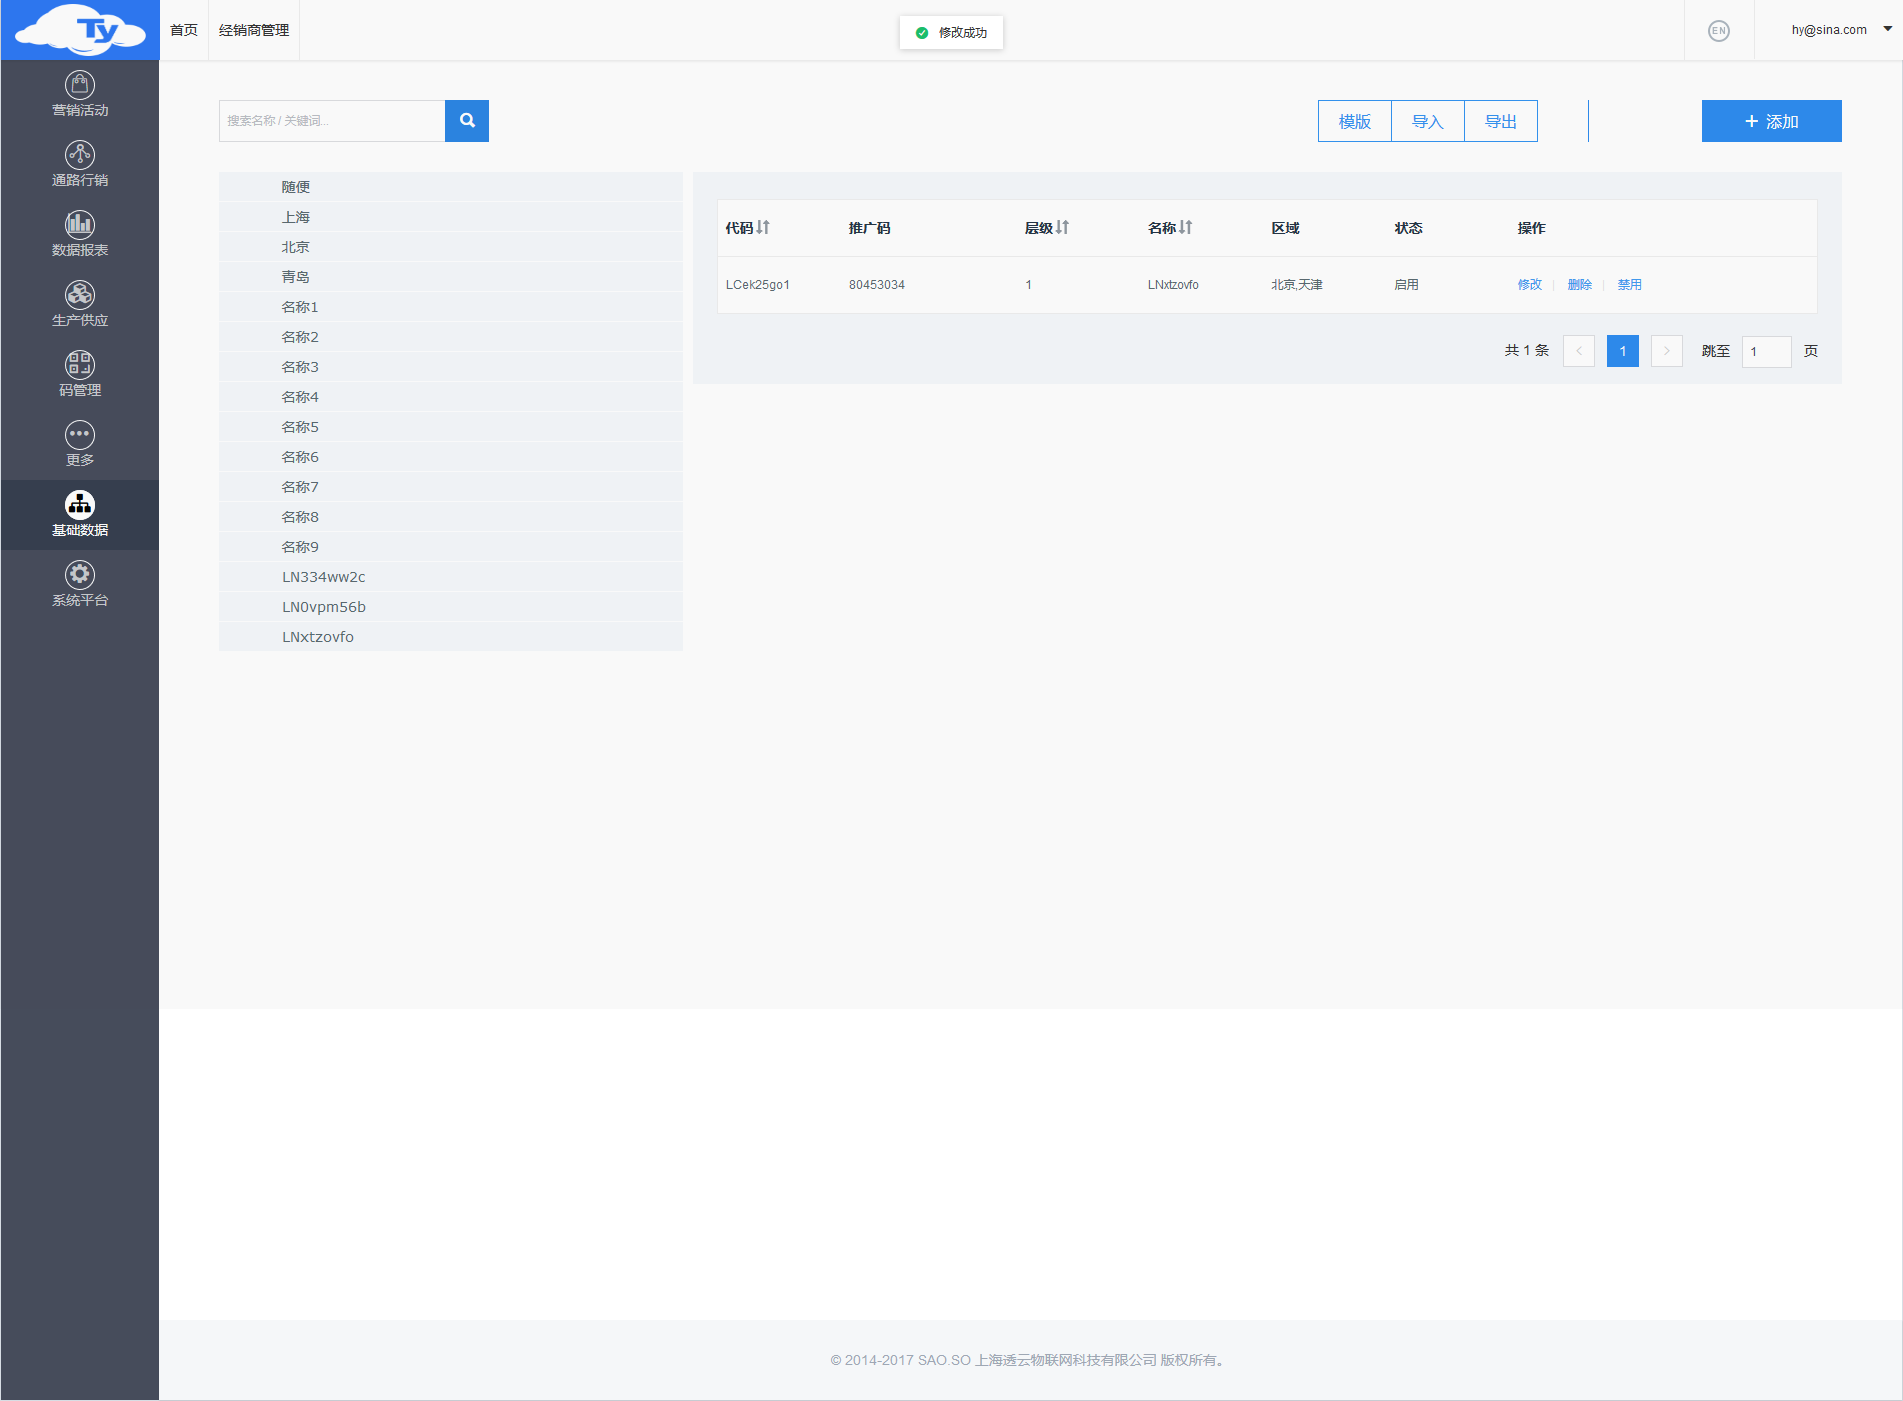 Ty
首页
经销商管理
修改成功
EN
hy@sina.com
营销活动
通路行销
数据报表
生产供应
码管理
更多
基础数据
系统平台
搜索名称 / 关键词...
模版
导入
导出
+ 添加
随便
上海
北京
青岛
名称1
名称2
名称3
名称4
名称5
名称6
名称7
名称8
名称9
LN334ww2c
LN0vpm56b
LNxtzovfo
代码 推广码 层级 名称 区域 状态 操作
LCek25go1 80453034 1 LNxtzovfo 北京,天津 启用 修改 删除 禁用
共 1 条 < 1 > 跳至 1 页
© 2014-2017 SAO.SO 上海透云物联网科技有限公司 版权所有。